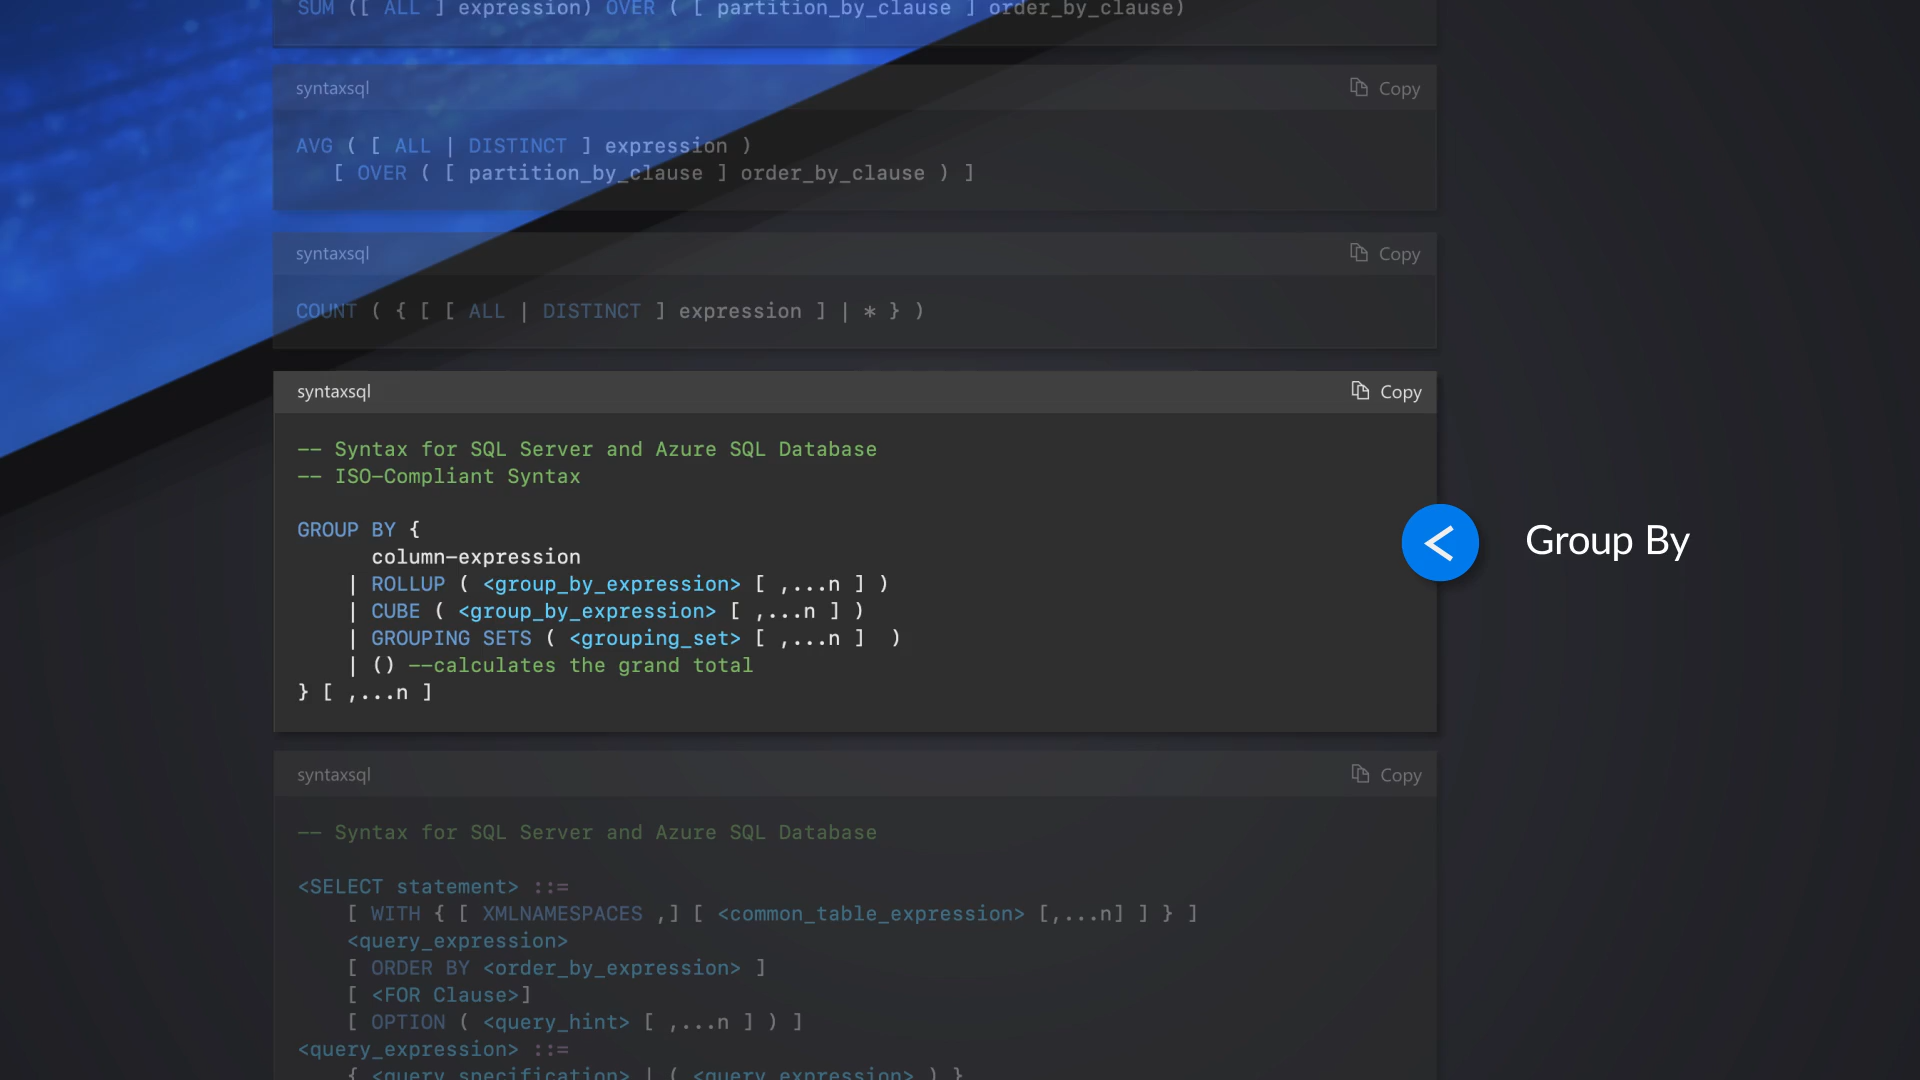 SUM ([ ALL ] expression) OVER ( [ partition_by_clause ] order_by_clause)
syntaxsql
Copy
AVG ( [ ALL | DISTINCT ] expression )
[ OVER ( [ partition_by_clause ] order_by_clause ) ]
syntaxsql
Copy
COUNT ( { [ [ ALL | DISTINCT ] expression ] | * } )
syntaxsql
Copy
-- Syntax for SQL Server and Azure SQL Database
-- ISO-Compliant Syntax
GROUP BY {
column-expression
| ROLLUP ( <group_by_expression> [ ,...n ] )
| CUBE ( <group_by_expression> [ ,...n ] )
| GROUPING SETS ( <grouping_set> [ ,...n ]  )
| () --calculates the grand total
} [ ,...n ]
Group By
syntaxsql
Copy
-- Syntax for SQL Server and Azure SQL Database
<SELECT statement> ::=
[ WITH { [ XMLNAMESPACES ,] [ <common_table_expression> [,...n] ] } ]
<query_expression>
[ ORDER BY <order_by_expression> ]
[ <FOR Clause>]
[ OPTION ( <query_hint> [ ,...n ] ) ]
<query_expression> ::=
{ <query_specification> | ( <query_expression> ) }